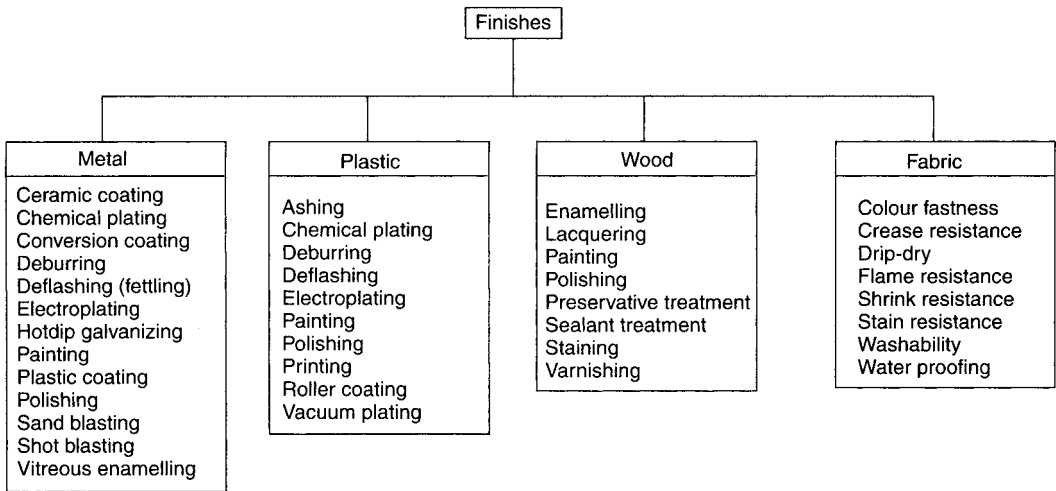 Finishes
Metal
Ceramic coating
Chemical plating
Conversion coating
Deburring
Deflashing (fettling)
Electroplating
Hotdip galvanizing
Painting
Plastic coating
Polishing
Sand blasting
Shot blasting
Vitreous enamelling
Plastic
Ashing
Chemical plating
Deburring
Deflashing
Electroplating
Painting
Polishing
Printing
Roller coating
Vacuum plating
Wood
Enamelling
Lacquering
Painting
Polishing
Preservative treatment
Sealant treatment
Staining
Varnishing
Fabric
Colour fastness
Crease resistance
Drip-dry
Flame resistance
Shrink resistance
Stain resistance
Washability
Water proofing